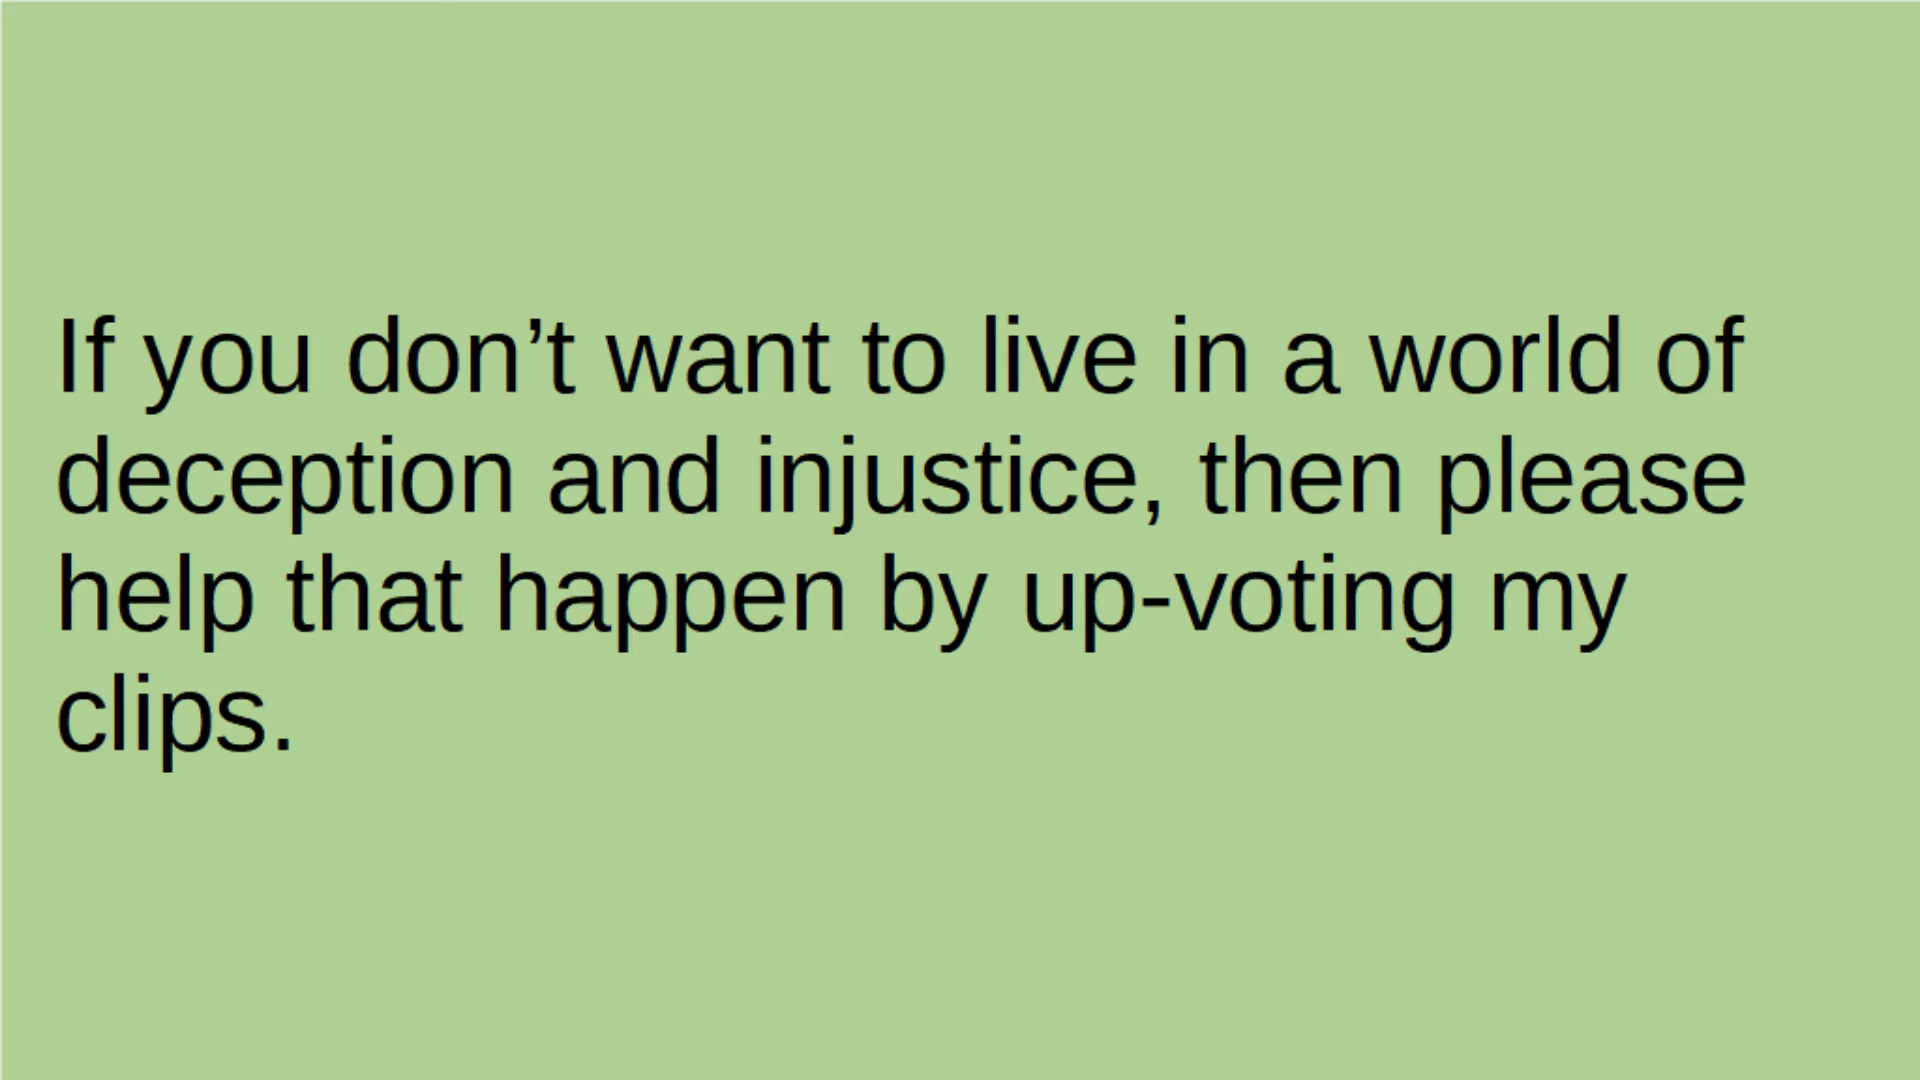 If you don’t want to live in a world of
deception and injustice, then please
help that happen by up-voting my
clips.